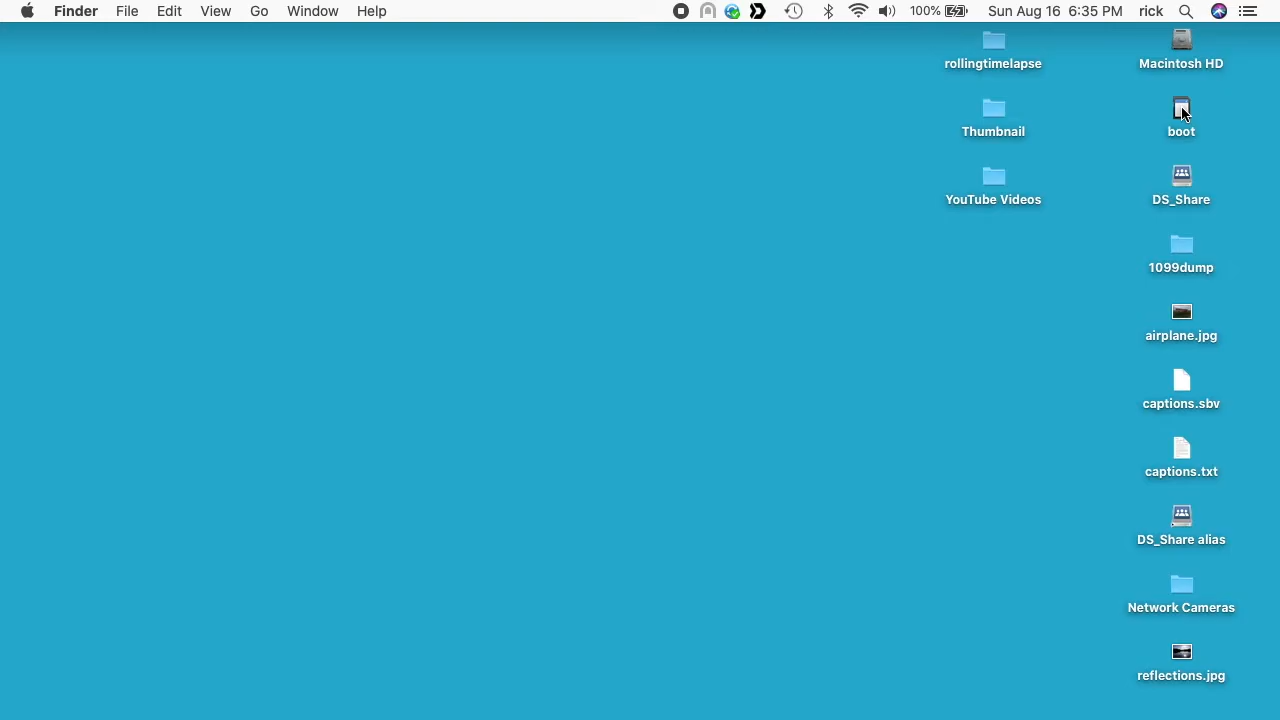 Finder File Edit View Go Window Help 100% Sun Aug 16 6:35 PM rick
rollingtimelapse
Macintosh HD
Thumbnail
boot
YouTube Videos
DS_Share
1099dump
airplane.jpg
captions.sbv
captions.txt
DS_Share alias
Network Cameras
reflections.jpg